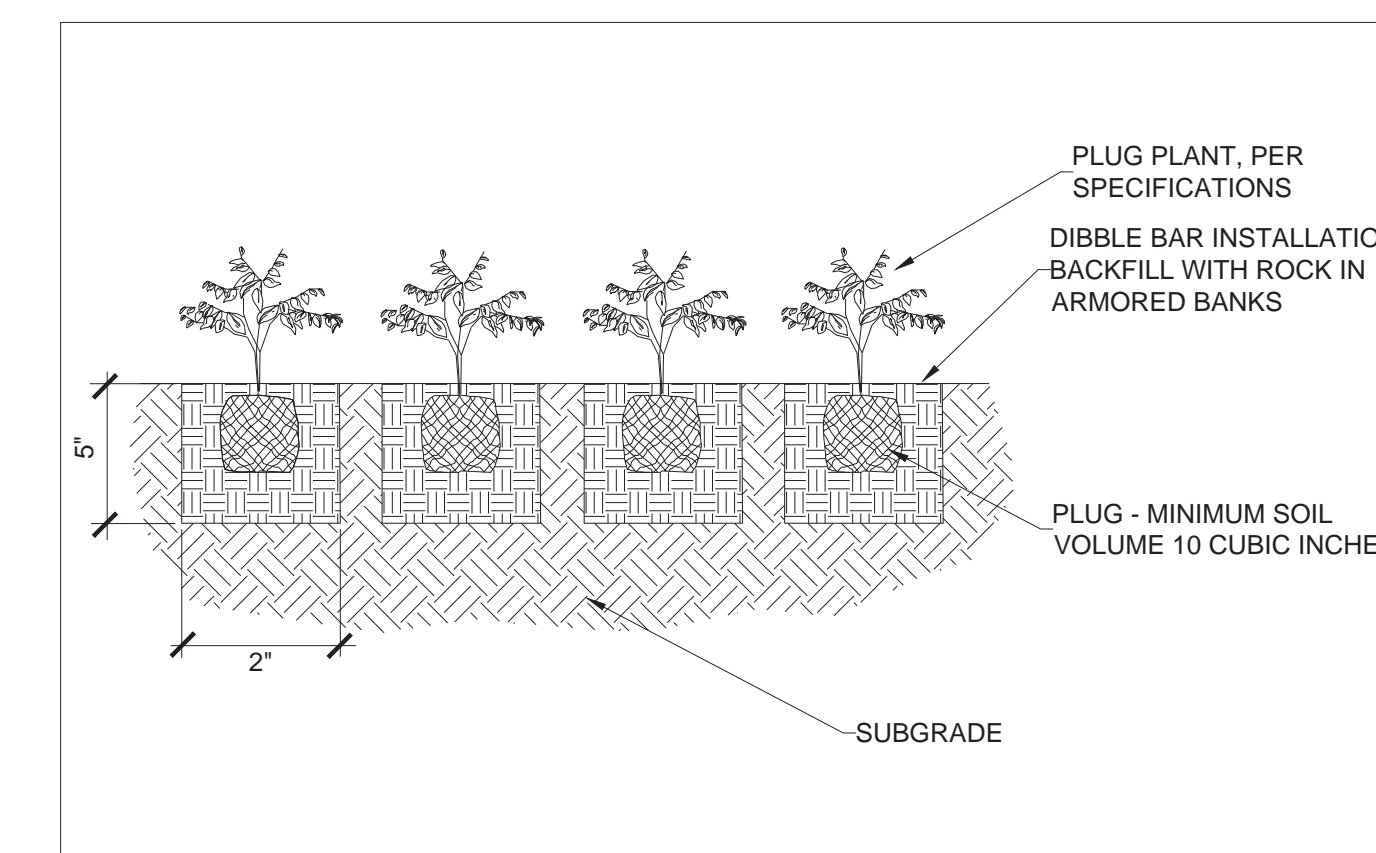 PLUG PLANT, PER
SPECIFICATIONS
DIBBLE BAR INSTALLATIO
BACKFILL WITH ROCK IN
ARMORED BANKS
5"
PLUG - MINIMUM SOIL
VOLUME 10 CUBIC INCHE
2"
SUBGRADE